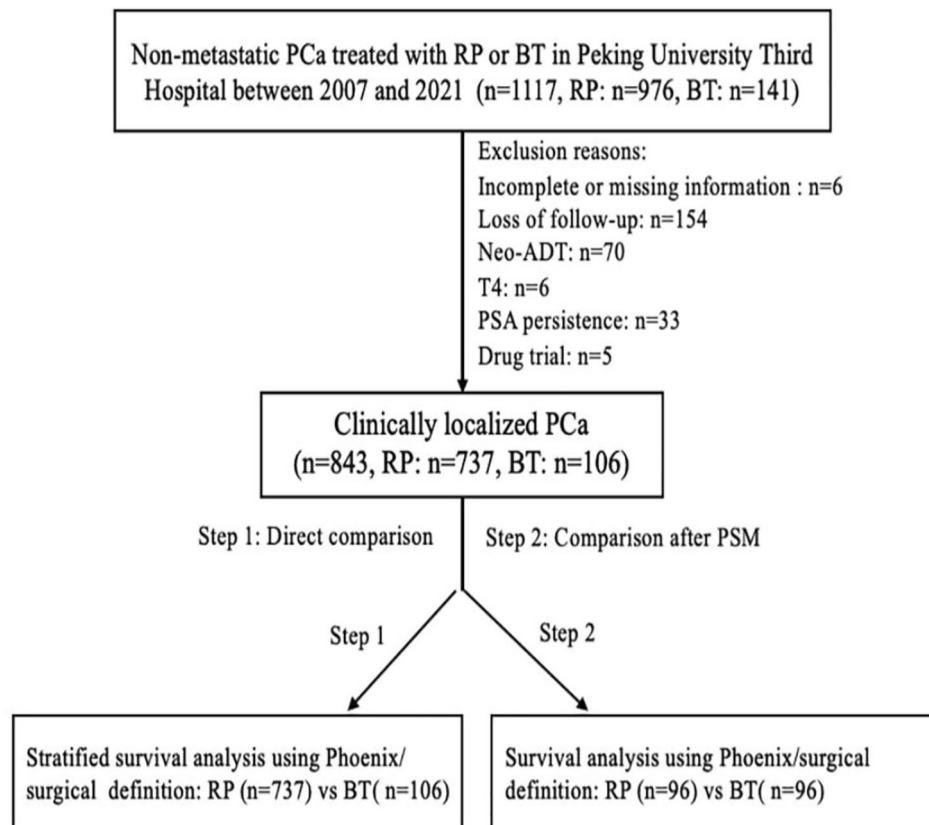 Non-metastatic PCa treated with RP or BT in Peking University Third
Hospital between 2007 and 2021 (n=1117, RP: n=976, BT: n=141)
Exclusion reasons:
Incomplete or missing information : n=6
Loss of follow-up: n=154
Neo-ADT: n=70
T4: n=6
PSA persistence: n=33
Drug trial: n=5
Clinically localized PCa
(n=843, RP: n=737, BT: n=106)
Step 1: Direct comparison
Step 2: Comparison after PSM
Step 1
Step 2
Stratified survival analysis using Phoenix/
surgical definition: RP (n=737) vs BT( n=106)
Survival analysis using Phoenix/surgical
definition: RP (n=96) vs BT( n=96)